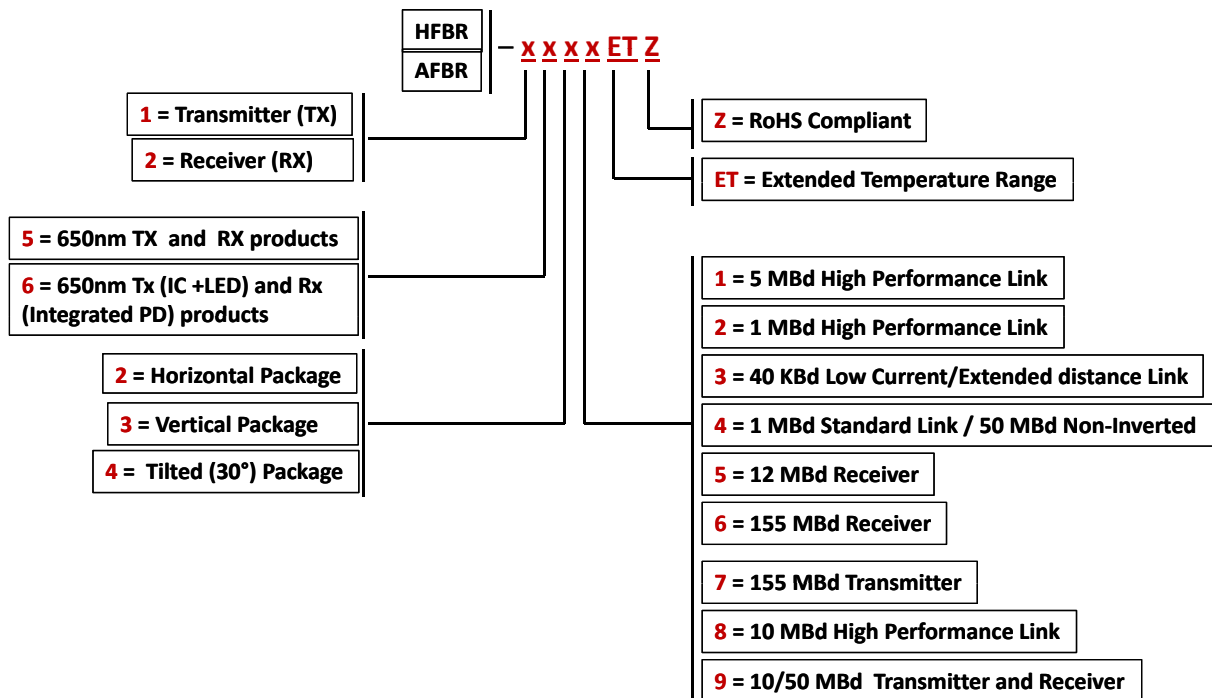 HFBR
AFBR
– x x x x ET Z
1 = Transmitter (TX)
2 = Receiver (RX)
5 = 650nm TX and RX products
6 = 650nm Tx (IC +LED) and Rx
(Integrated PD) products
2 = Horizontal Package
3 = Vertical Package
4 = Tilted (30°) Package
Z = RoHS Compliant
ET = Extended Temperature Range
1 = 5 MBd High Performance Link
2 = 1 MBd High Performance Link
3 = 40 KBd Low Current/Extended distance Link
4 = 1 MBd Standard Link / 50 MBd Non-Inverted
5 = 12 MBd Receiver
6 = 155 MBd Receiver
7 = 155 MBd Transmitter
8 = 10 MBd High Performance Link
9 = 10/50 MBd Transmitter and Receiver